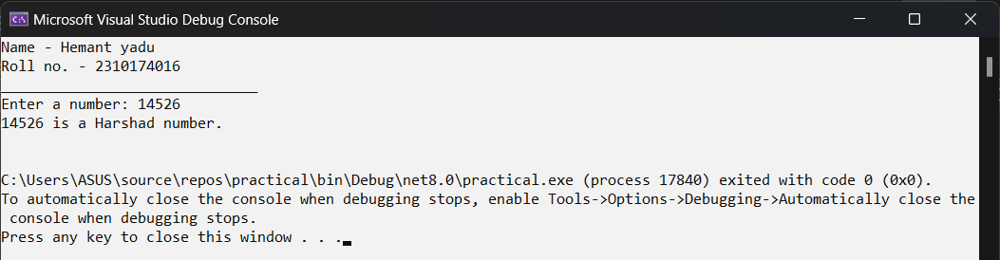 Microsoft Visual Studio Debug Console
Name - Hemant yadu
Roll no. - 2310174016
______________________________
Enter a number: 14526
14526 is a Harshad number.
C:\Users\ASUS\source\repos\practical\bin\Debug\net8.0\practical.exe (process 17840) exited with code 0 (0x0).
To automatically close the console when debugging stops, enable Tools->Options->Debugging->Automatically close the
 console when debugging stops.
Press any key to close this window . . .